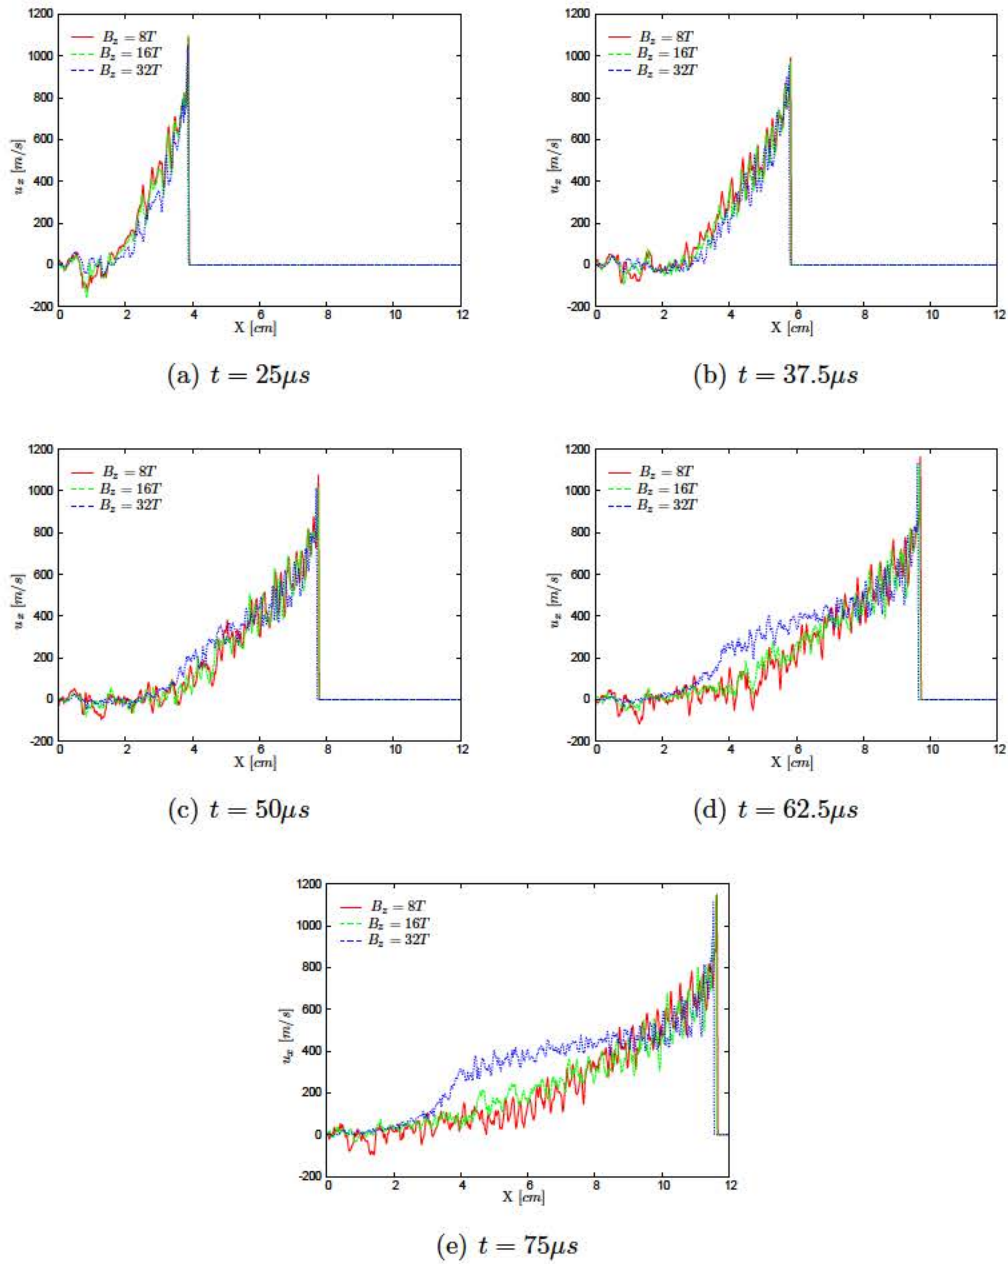 1200
1000
800
600
400
200
0
-200
u_x [m/s]
B_z = 8T
B_z = 16T
B_z = 32T
0 2 4 6 8 10 12
X [cm]
(a) t = 25μs
1200
1000
800
600
400
200
0
-200
u_x [m/s]
B_z = 8T
B_z = 16T
B_z = 32T
0 2 4 6 8 10 12
X [cm]
(b) t = 37.5μs
1200
1000
800
600
400
200
0
-200
u_x [m/s]
B_z = 8T
B_z = 16T
B_z = 32T
0 2 4 6 8 10 12
X [cm]
(c) t = 50μs
1200
1000
800
600
400
200
0
-200
u_x [m/s]
B_z = 8T
B_z = 16T
B_z = 32T
0 2 4 6 8 10 12
X [cm]
(d) t = 62.5μs
1200
1000
800
600
400
200
0
-200
u_x [m/s]
B_z = 8T
B_z = 16T
B_z = 32T
0 2 4 6 8 10 12
X [cm]
(e) t = 75μs